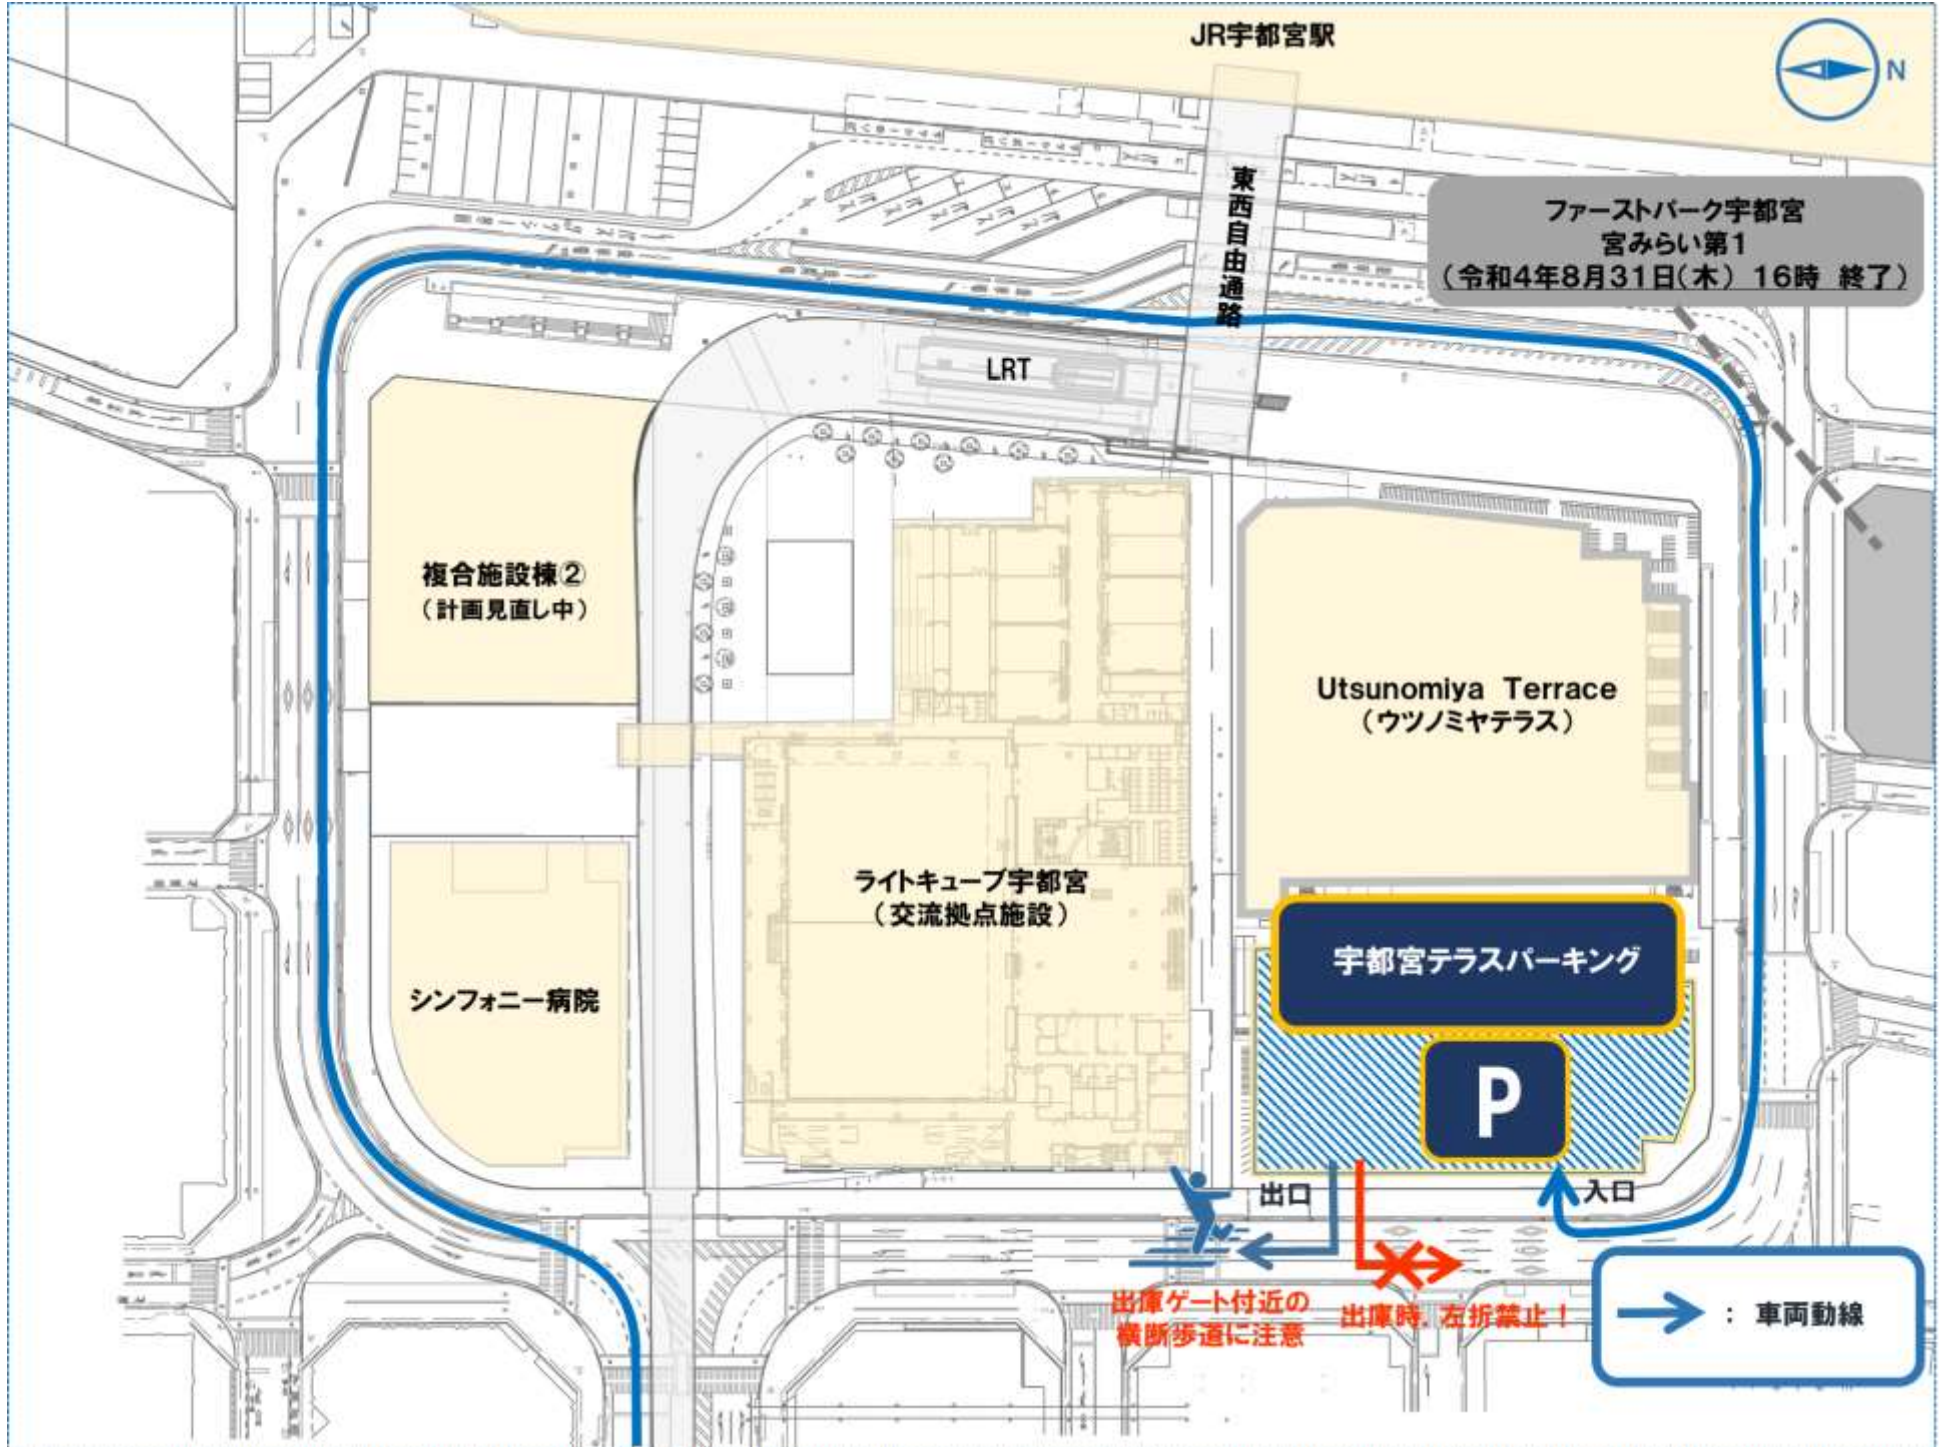 JR宇都宮駅
N
東西自由通路
ファーストパーク宇都宮
宮みらい第1
(令和4年8月31日(木) 16時 終了)
LRT
複合施設棟②
(計画見直し中)
Utsunomiya Terrace
(ウツノミヤテラス)
ライトキューブ宇都宮
(交流拠点施設)
宇都宮テラスパーキング
シンフォニー病院
P
出口
入口
出庫ゲート付近の
横断歩道に注意
出庫時、左折禁止!
: 車両動線